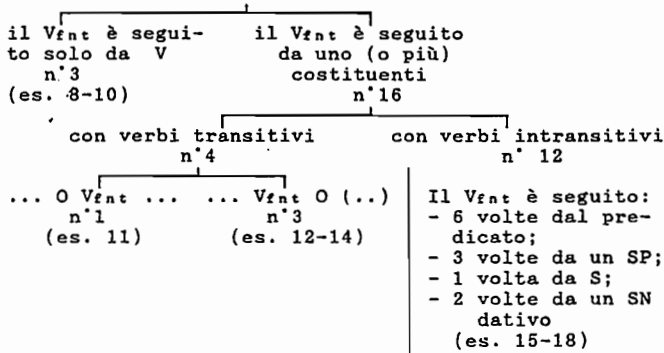 il Vfnt è segui-
to solo da V
n°3
(es. 8-10)
il Vfnt è seguito
da uno (o più)
costituenti
n°16
con verbi transitivi
n°4
con verbi intransitivi
n° 12
... O Vfnt ...
n°1
(es. 11)
... Vfnt O (..)
n°3
(es. 12-14)
Il Vfnt è seguito:
- 6 volte dal pre-
dicato;
- 3 volte da un SP;
- 1 volta da S;
- 2 volte da un SN
dativo
(es. 15-18)